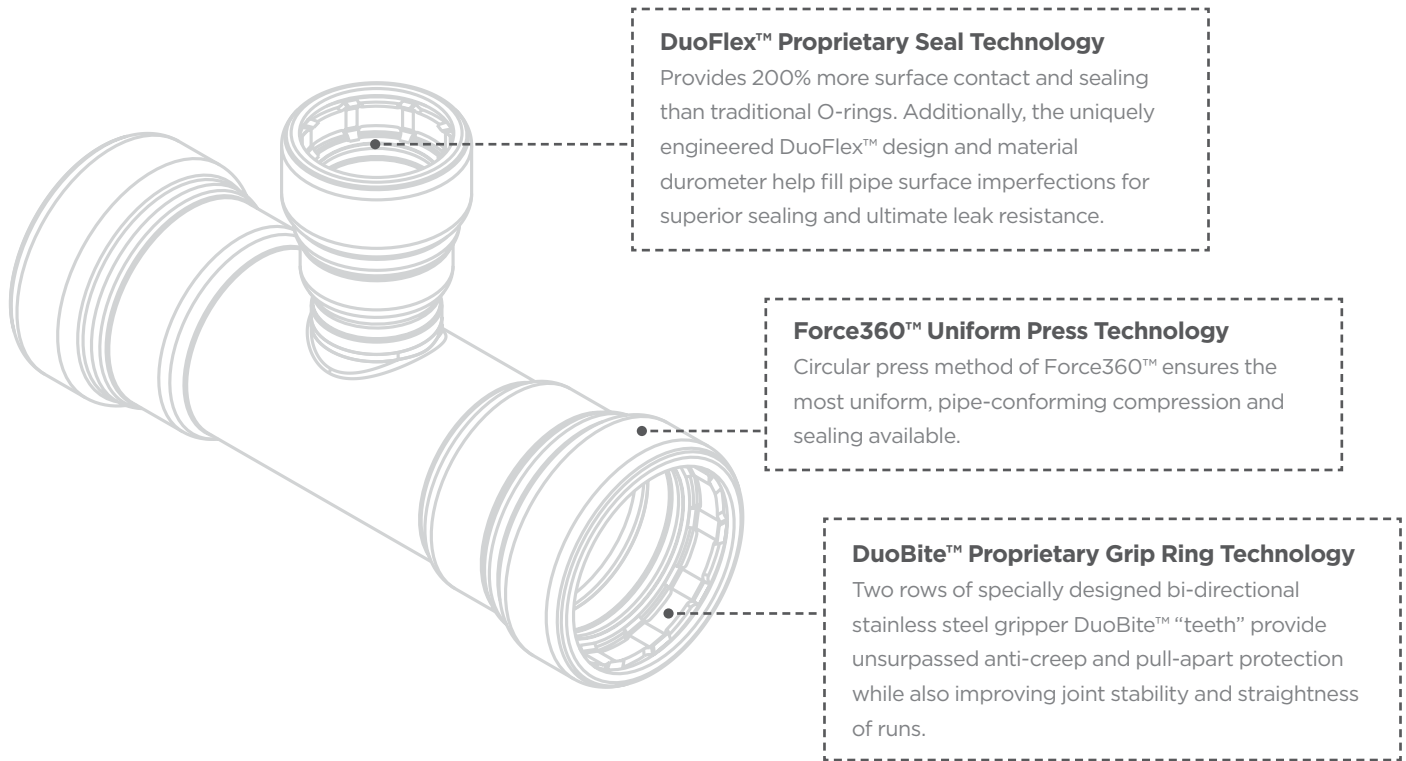 DuoFlex™ Proprietary Seal Technology
Provides 200% more surface contact and sealing
than traditional O-rings. Additionally, the uniquely
engineered DuoFlex™ design and material
durometer help fill pipe surface imperfections for
superior sealing and ultimate leak resistance.
Force360™ Uniform Press Technology
Circular press method of Force360™ ensures the
most uniform, pipe-conforming compression and
sealing available.
DuoBite™ Proprietary Grip Ring Technology
Two rows of specially designed bi-directional
stainless steel gripper DuoBite™ “teeth” provide
unsurpassed anti-creep and pull-apart protection
while also improving joint stability and straightness
of runs.